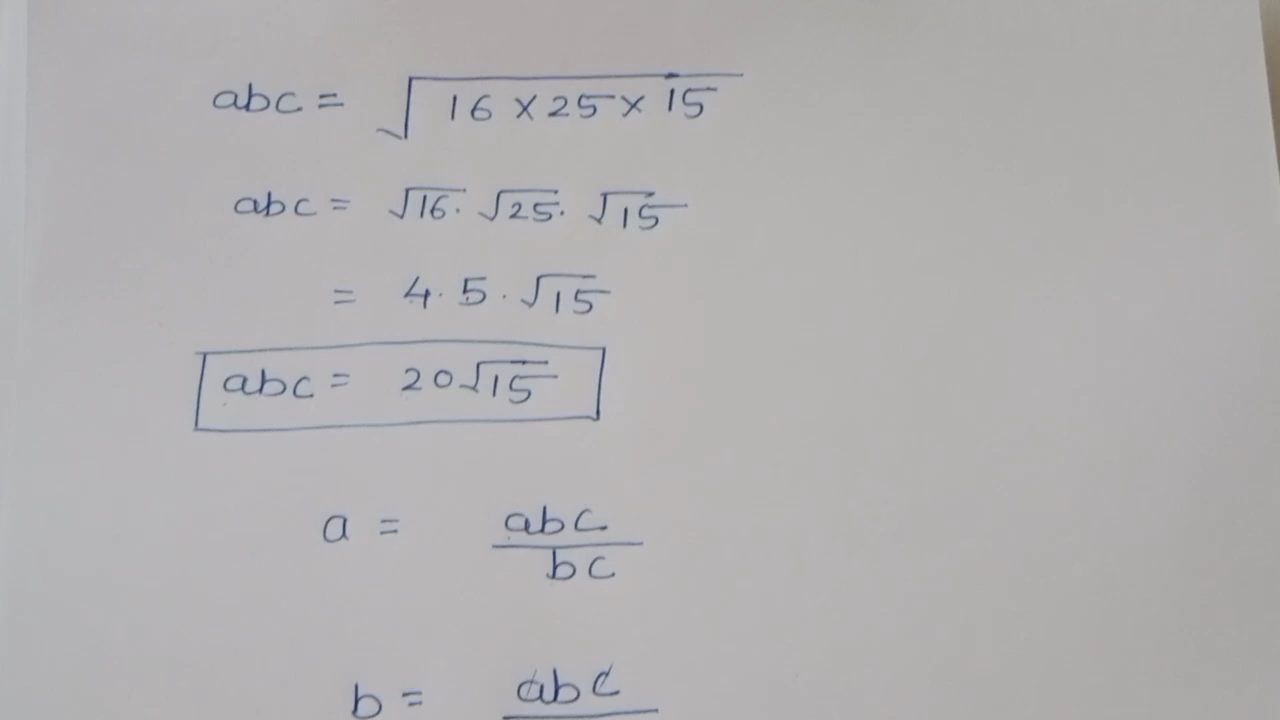 abc = √16 × 25 × 15
abc = √16. √25. √15
= 4. 5. √15
abc = 20√15
a = abc / bc
b = abc